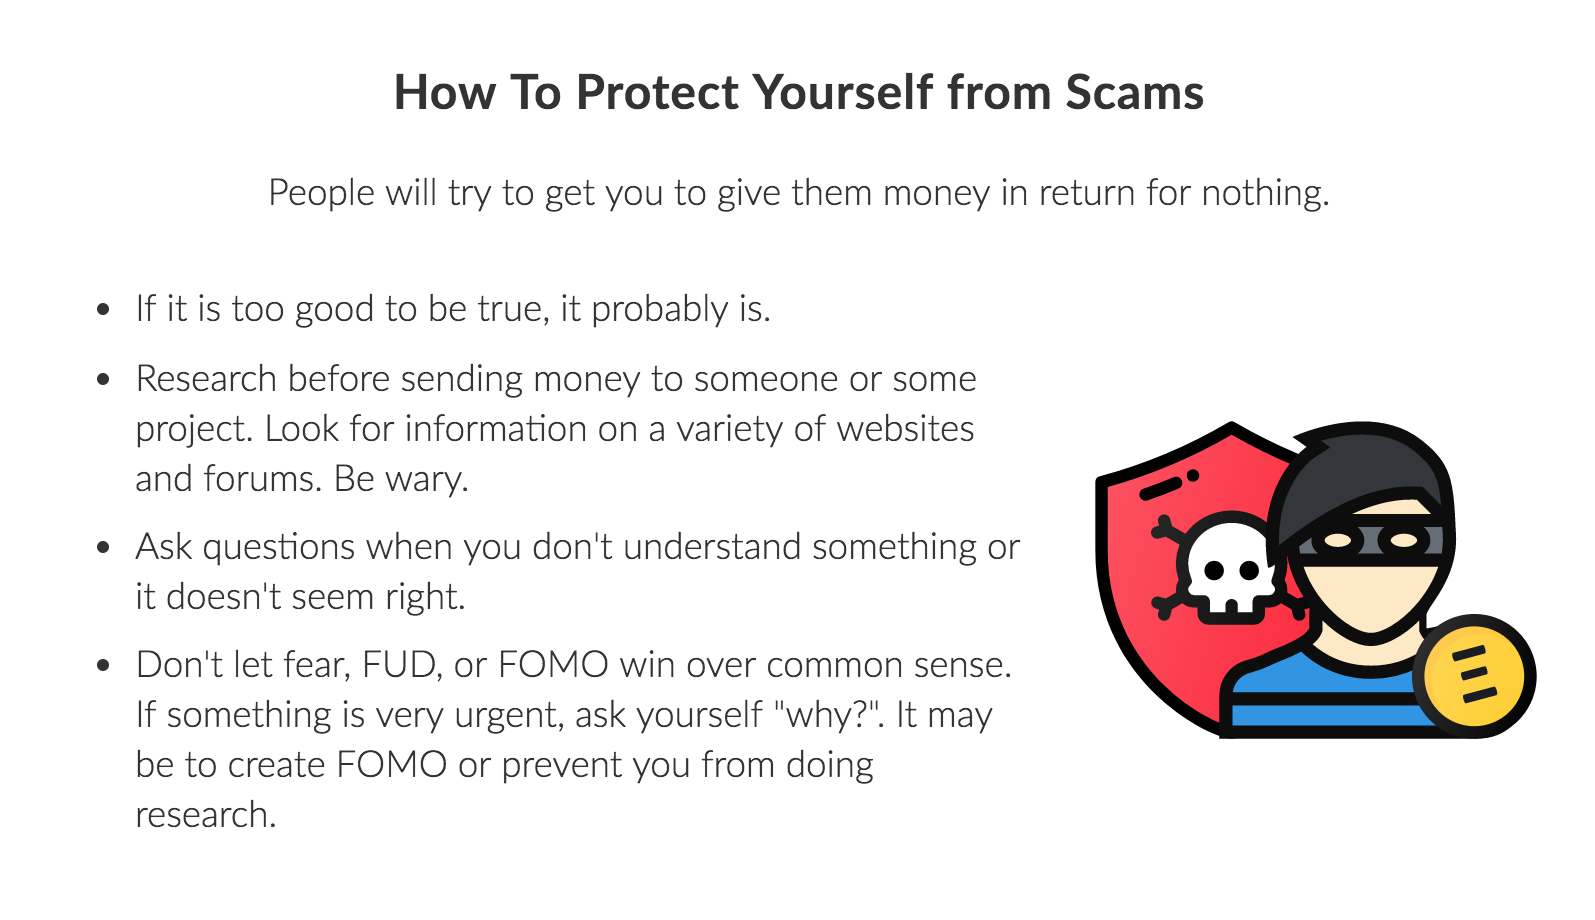 How To Protect Yourself from Scams
People will try to get you to give them money in return for nothing.
• If it is too good to be true, it probably is.
• Research before sending money to someone or some
project. Look for information on a variety of websites
and forums. Be wary.
• Ask questions when you don't understand something or
it doesn't seem right.
• Don't let fear, FUD, or FOMO win over common sense.
If something is very urgent, ask yourself "why?". It may
be to create FOMO or prevent you from doing
research.